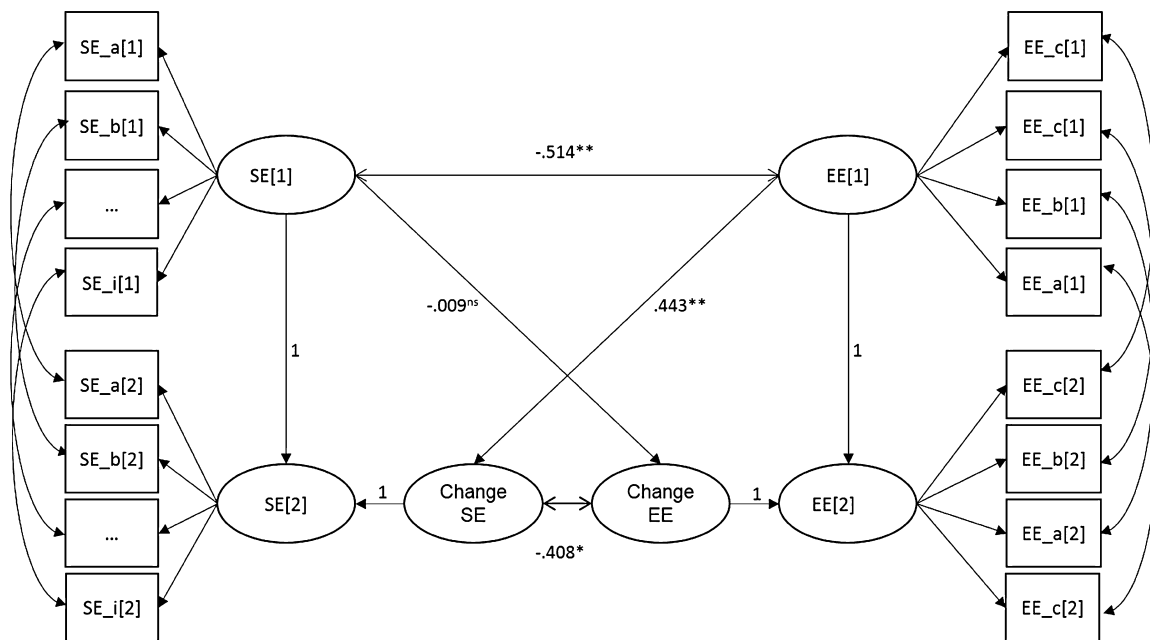 SE_a[1]
SE_b[1]
...
SE_i[1]
SE_a[2]
SE_b[2]
...
SE_i[2]
SE[1]
-.514**
EE[1]
-.009ns
.443**
1
1
SE[2]
1
Change
SE
Change
EE
1
EE[2]
-.408*
EE_c[1]
EE_c[1]
EE_b[1]
EE_a[1]
EE_c[2]
EE_b[2]
EE_a[2]
EE_c[2]